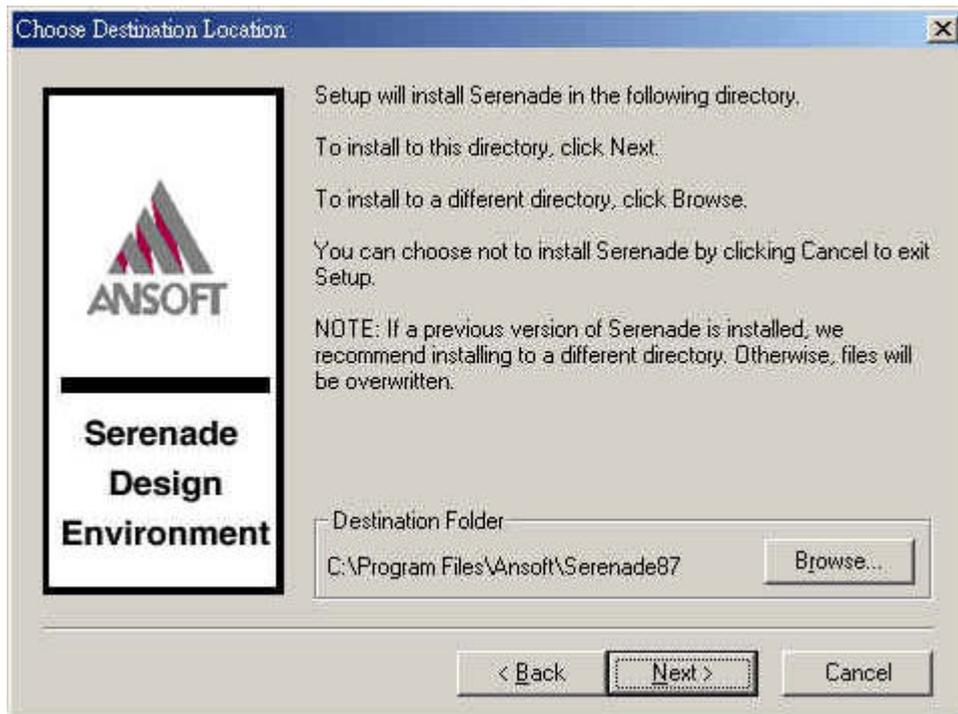 Choose Destination Location
Setup will install Serenade in the following directory.
To install to this directory, click Next.
To install to a different directory, click Browse.
You can choose not to install Serenade by clicking Cancel to exit
Setup.
NOTE: If a previous version of Serenade is installed, we
recommend installing to a different directory. Otherwise, files will
be overwritten.
ANSOFT
Serenade
Design
Environment
Destination Folder
C:\Program Files\Ansoft\Serenade87
Browse...
< Back
Next >
Cancel